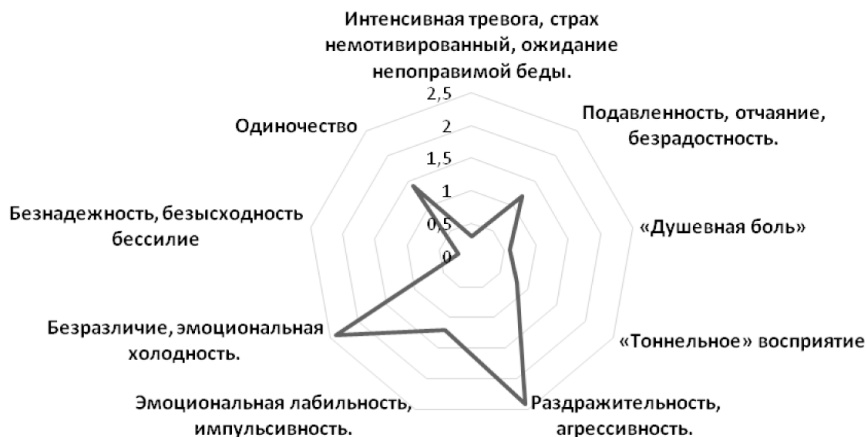 Интенсивная тревога, страх
немотивированный, ожидание
непоправимой беды.
2,5
2
1,5
1
0,5
0
Подавленность, отчаяние,
безрадостность.
«Душевная боль»
«Тоннельное» восприятие
Раздражительность,
агрессивность.
Эмоциональная лабильность,
импульсивность.
Безразличие, эмоциональная
холодность.
Безнадежность, безысходность
бессилие
Одиночество